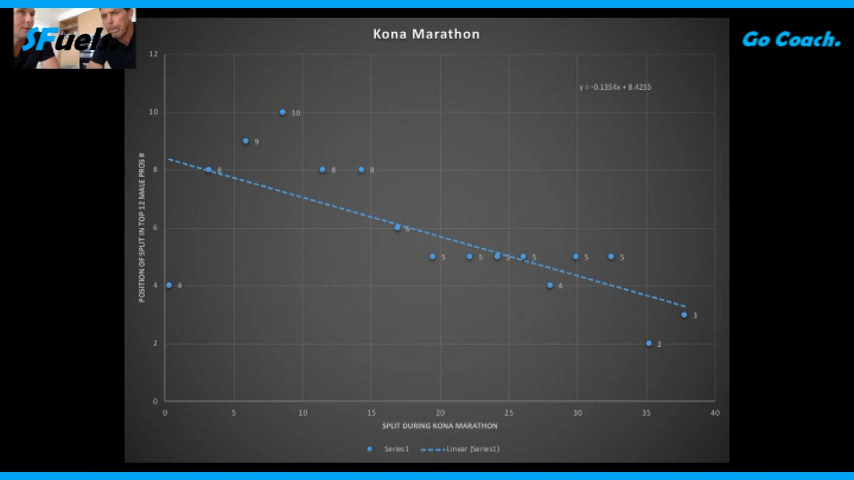 SFuels
Go Coach.
Kona Marathon
y = -0.1354x + 8.4255
POSITION OF SPLIT IN TOP 12 MALE PROS #
12
10
8
6
4
2
0
4
8
9
10
8
8
6
5
5
5
5
4
5
5
2
3
0 5 10 15 20 25 30 35 40
SPLIT DURING KONA MARATHON
Series1 Linear (Series1)